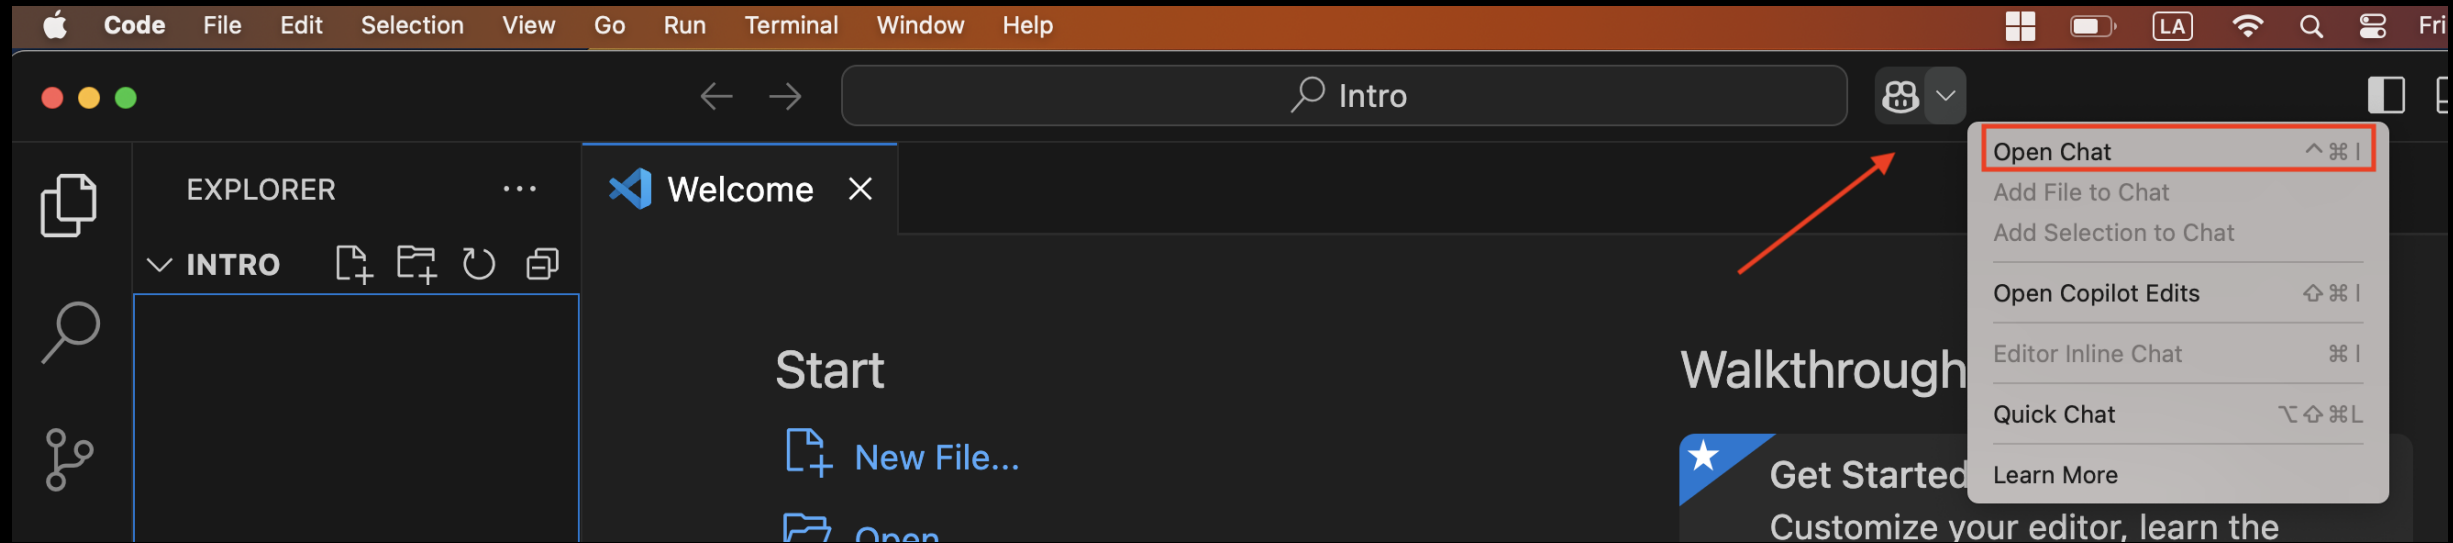 Code File Edit Selection View Go Run Terminal Window Help LA Fri
Intro
EXPLORER ...
Welcome
INTRO
Open Chat ^⌘I
Add File to Chat
Add Selection to Chat
Open Copilot Edits ⇧⌘I
Editor Inline Chat ⌘I
Quick Chat ⌥⇧⌘L
Learn More
Start
New File...
Open
Walkthrough
Get Started
Customize your editor, learn the